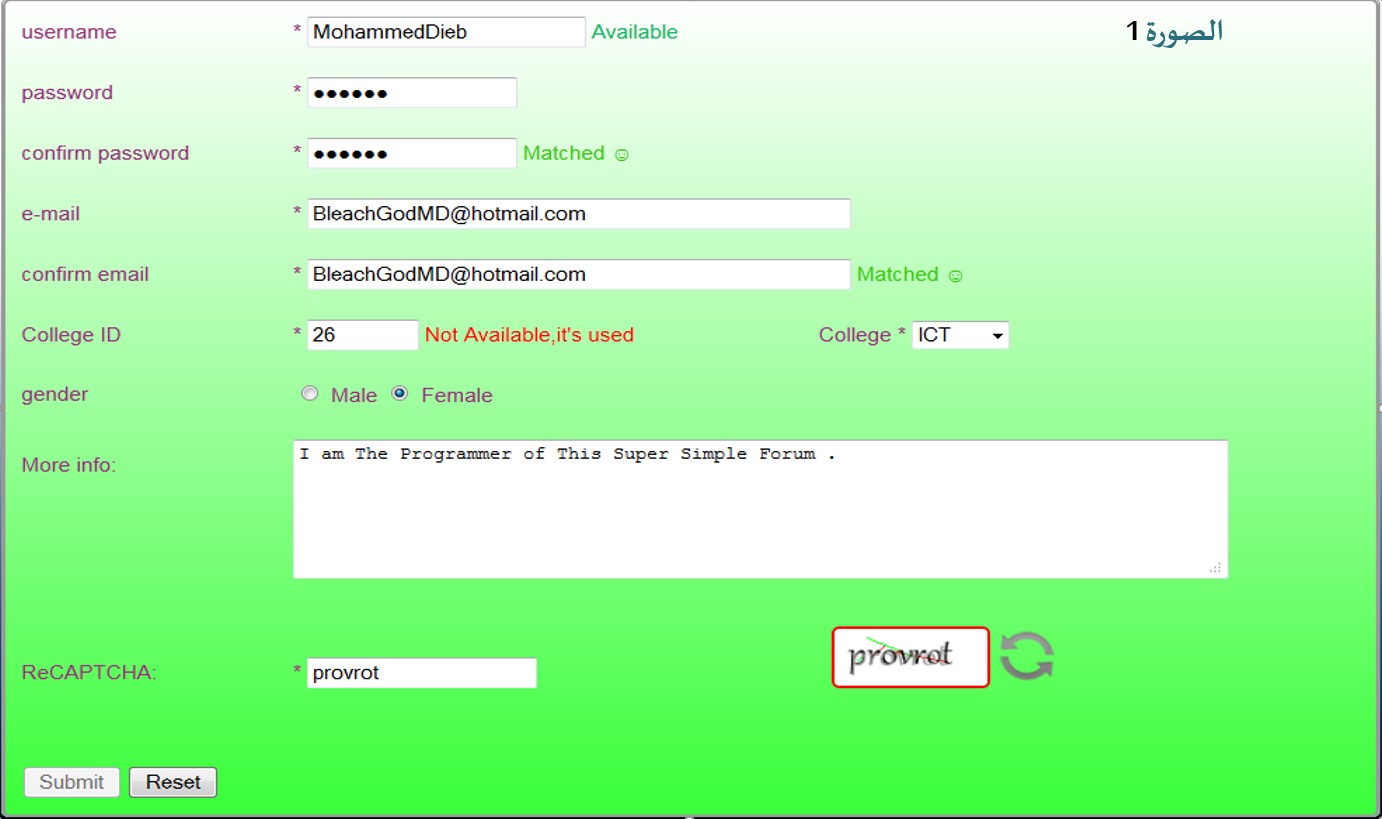 الصورة 1
username * MohammedDieb Available
password * ●●●●●●
confirm password * ●●●●●● Matched ☺
e-mail * BleachGodMD@hotmail.com
confirm email * BleachGodMD@hotmail.com Matched ☺
College ID * 26 Not Available,it's used College * ICT
gender Male Female
More info: I am The Programmer of This Super Simple Forum .
provrot
ReCAPTCHA: * provrot
Submit Reset